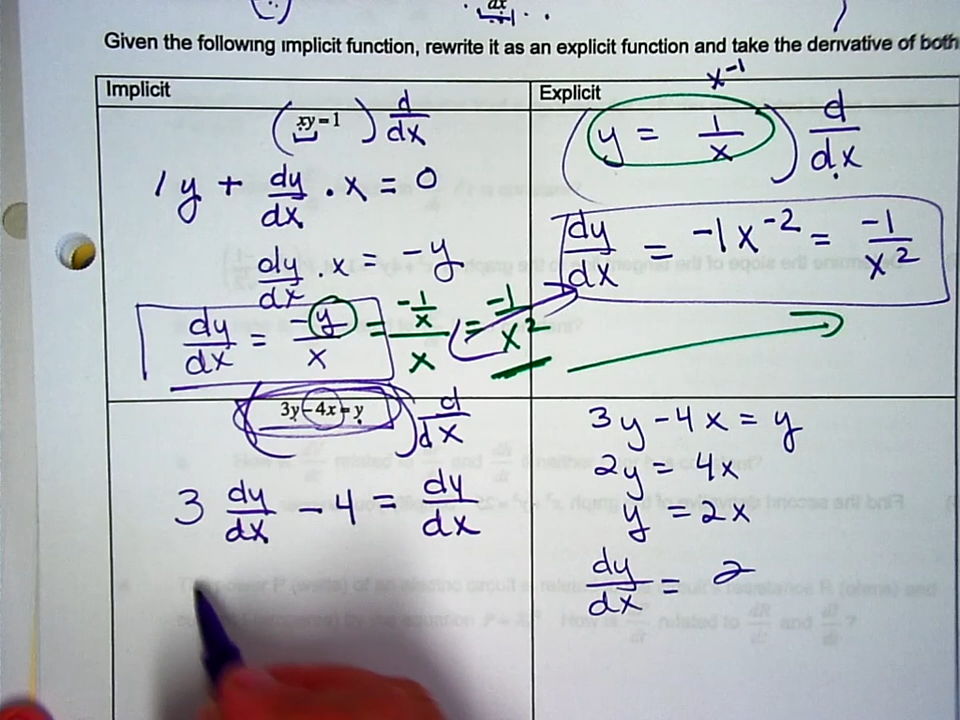 Given the following implicit function, rewrite it as an explicit function and take the derivative of both
Implicit
( xy = 1 ) d/dx
1y + dy/dx · x = 0
dy/dx · x = -y
dy/dx = -y/x = (-1/x)/x = -1/x²
Explicit
x⁻¹
( y = 1/x ) d/dx
dy/dx = -1x⁻² = -1/x²
( 3y – 4x = y ) d/dx
3 dy/dx - 4 = dy/dx
3y - 4x = y
2y = 4x
y = 2x
dy/dx = 2